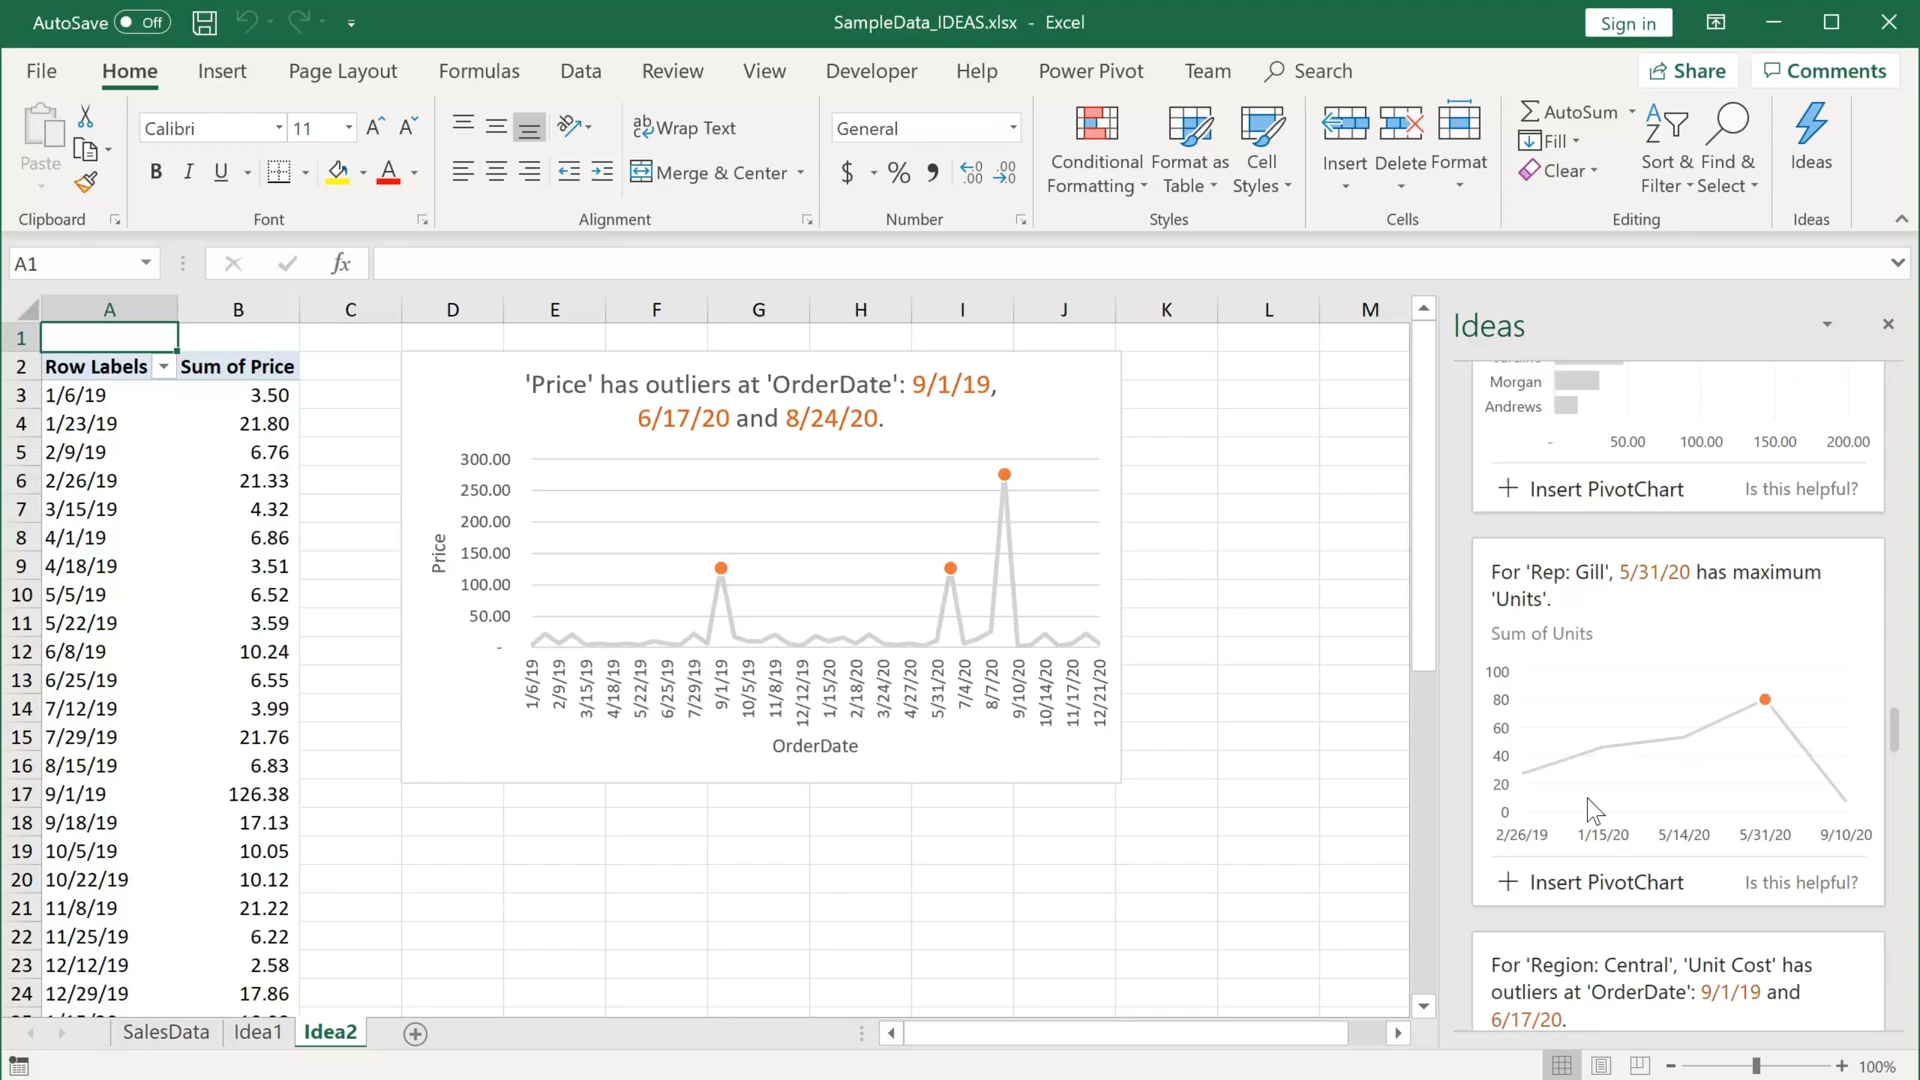 AutoSave Off
SampleData_IDEAS.xlsx - Excel
Sign in
File Home Insert Page Layout Formulas Data Review View Developer Help Power Pivot Team Search Share Comments
Paste
Clipboard
Calibri 11
B I U A
Font
Wrap Text
Merge & Center
Alignment
General
$ % ,
Number
Conditional Formatting
Format as Table
Cell Styles
Styles
Insert Delete Format
Cells
AutoSum
Fill
Clear
Sort & Filter
Find & Select
Editing
Ideas
Ideas
A1 fx
A B C D E F G H I J K L M
1
2 Row Labels Sum of Price
3 1/6/19 3.50
4 1/23/19 21.80
5 2/9/19 6.76
6 2/26/19 21.33
7 3/15/19 4.32
8 4/1/19 6.86
9 4/18/19 3.51
10 5/5/19 6.52
11 5/22/19 3.59
12 6/8/19 10.24
13 6/25/19 6.55
14 7/12/19 3.99
15 7/29/19 21.76
16 8/15/19 6.83
17 9/1/19 126.38
18 9/18/19 17.13
19 10/5/19 10.05
20 10/22/19 10.12
21 11/8/19 21.22
22 11/25/19 6.22
23 12/12/19 2.58
24 12/29/19 17.86
'Price' has outliers at 'OrderDate': 9/1/19,
6/17/20 and 8/24/20.
Price
300.00
250.00
200.00
150.00
100.00
50.00
-
1/6/19 2/9/19 3/15/19 4/18/19 5/22/19 6/25/19 7/29/19 9/1/19 10/5/19 11/8/19 12/12/19 1/15/20 2/18/20 3/24/20 4/27/20 5/31/20 7/4/20 8/7/20 9/10/20 10/14/20 11/17/20 12/21/20
OrderDate
Ideas
Morgan
Andrews
- 50.00 100.00 150.00 200.00
Insert PivotChart Is this helpful?
For 'Rep: Gill', 5/31/20 has maximum
'Units'.
Sum of Units
100
80
60
40
20
0
2/26/19 1/15/20 5/14/20 5/31/20 9/10/20
Insert PivotChart Is this helpful?
For 'Region: Central', 'Unit Cost' has
outliers at 'OrderDate': 9/1/19 and
6/17/20.
SalesData Idea1 Idea2
100%